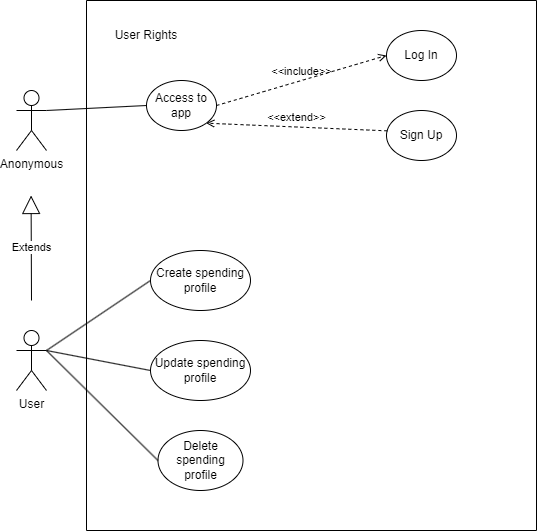 User Rights
Log In
<<include>>
Access to
app
<<extend>>
Sign Up
Anonymous
Extends
Create spending
profile
Update spending
profile
User
Delete
spending
profile